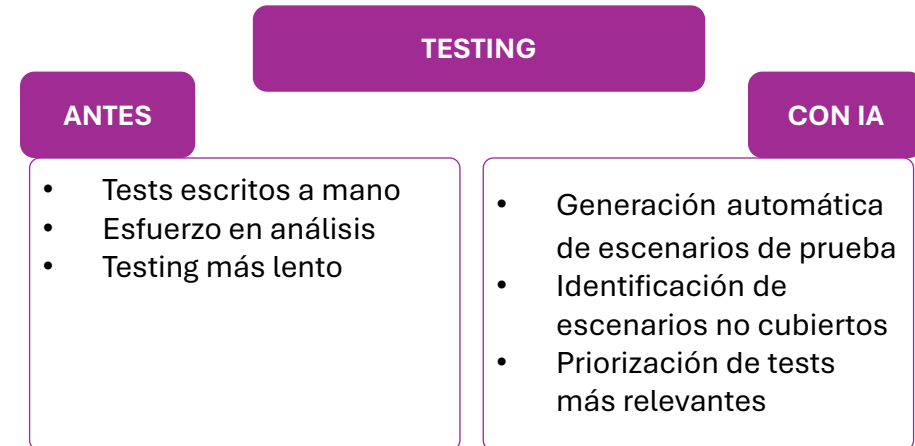 TESTING
ANTES
CON IA
• Tests escritos a mano
• Esfuerzo en análisis
• Testing más lento
• Generación automática
de escenarios de prueba
• Identificación de
escenarios no cubiertos
• Priorización de tests
más relevantes